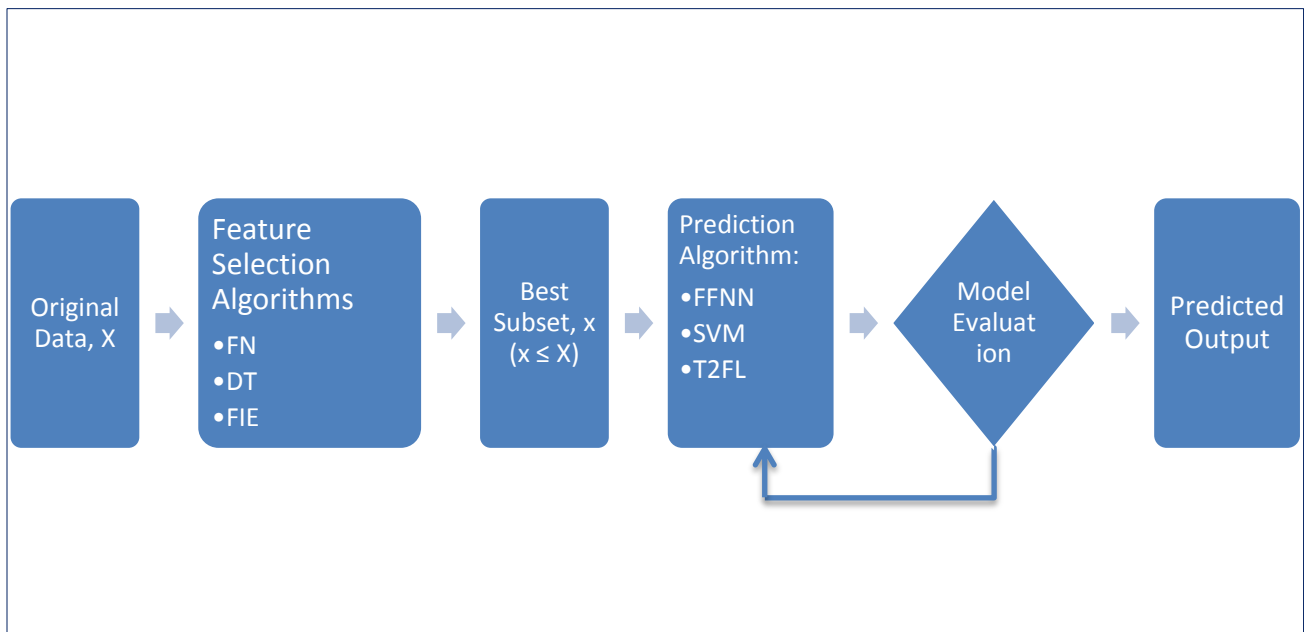 Original
Data, X
Feature
Selection
Algorithms
•FN
•DT
•FIE
Best
Subset, x
(x ≤ X)
Prediction
Algorithm:
•FFNN
•SVM
•T2FL
Model
Evaluat
ion
Predicted
Output